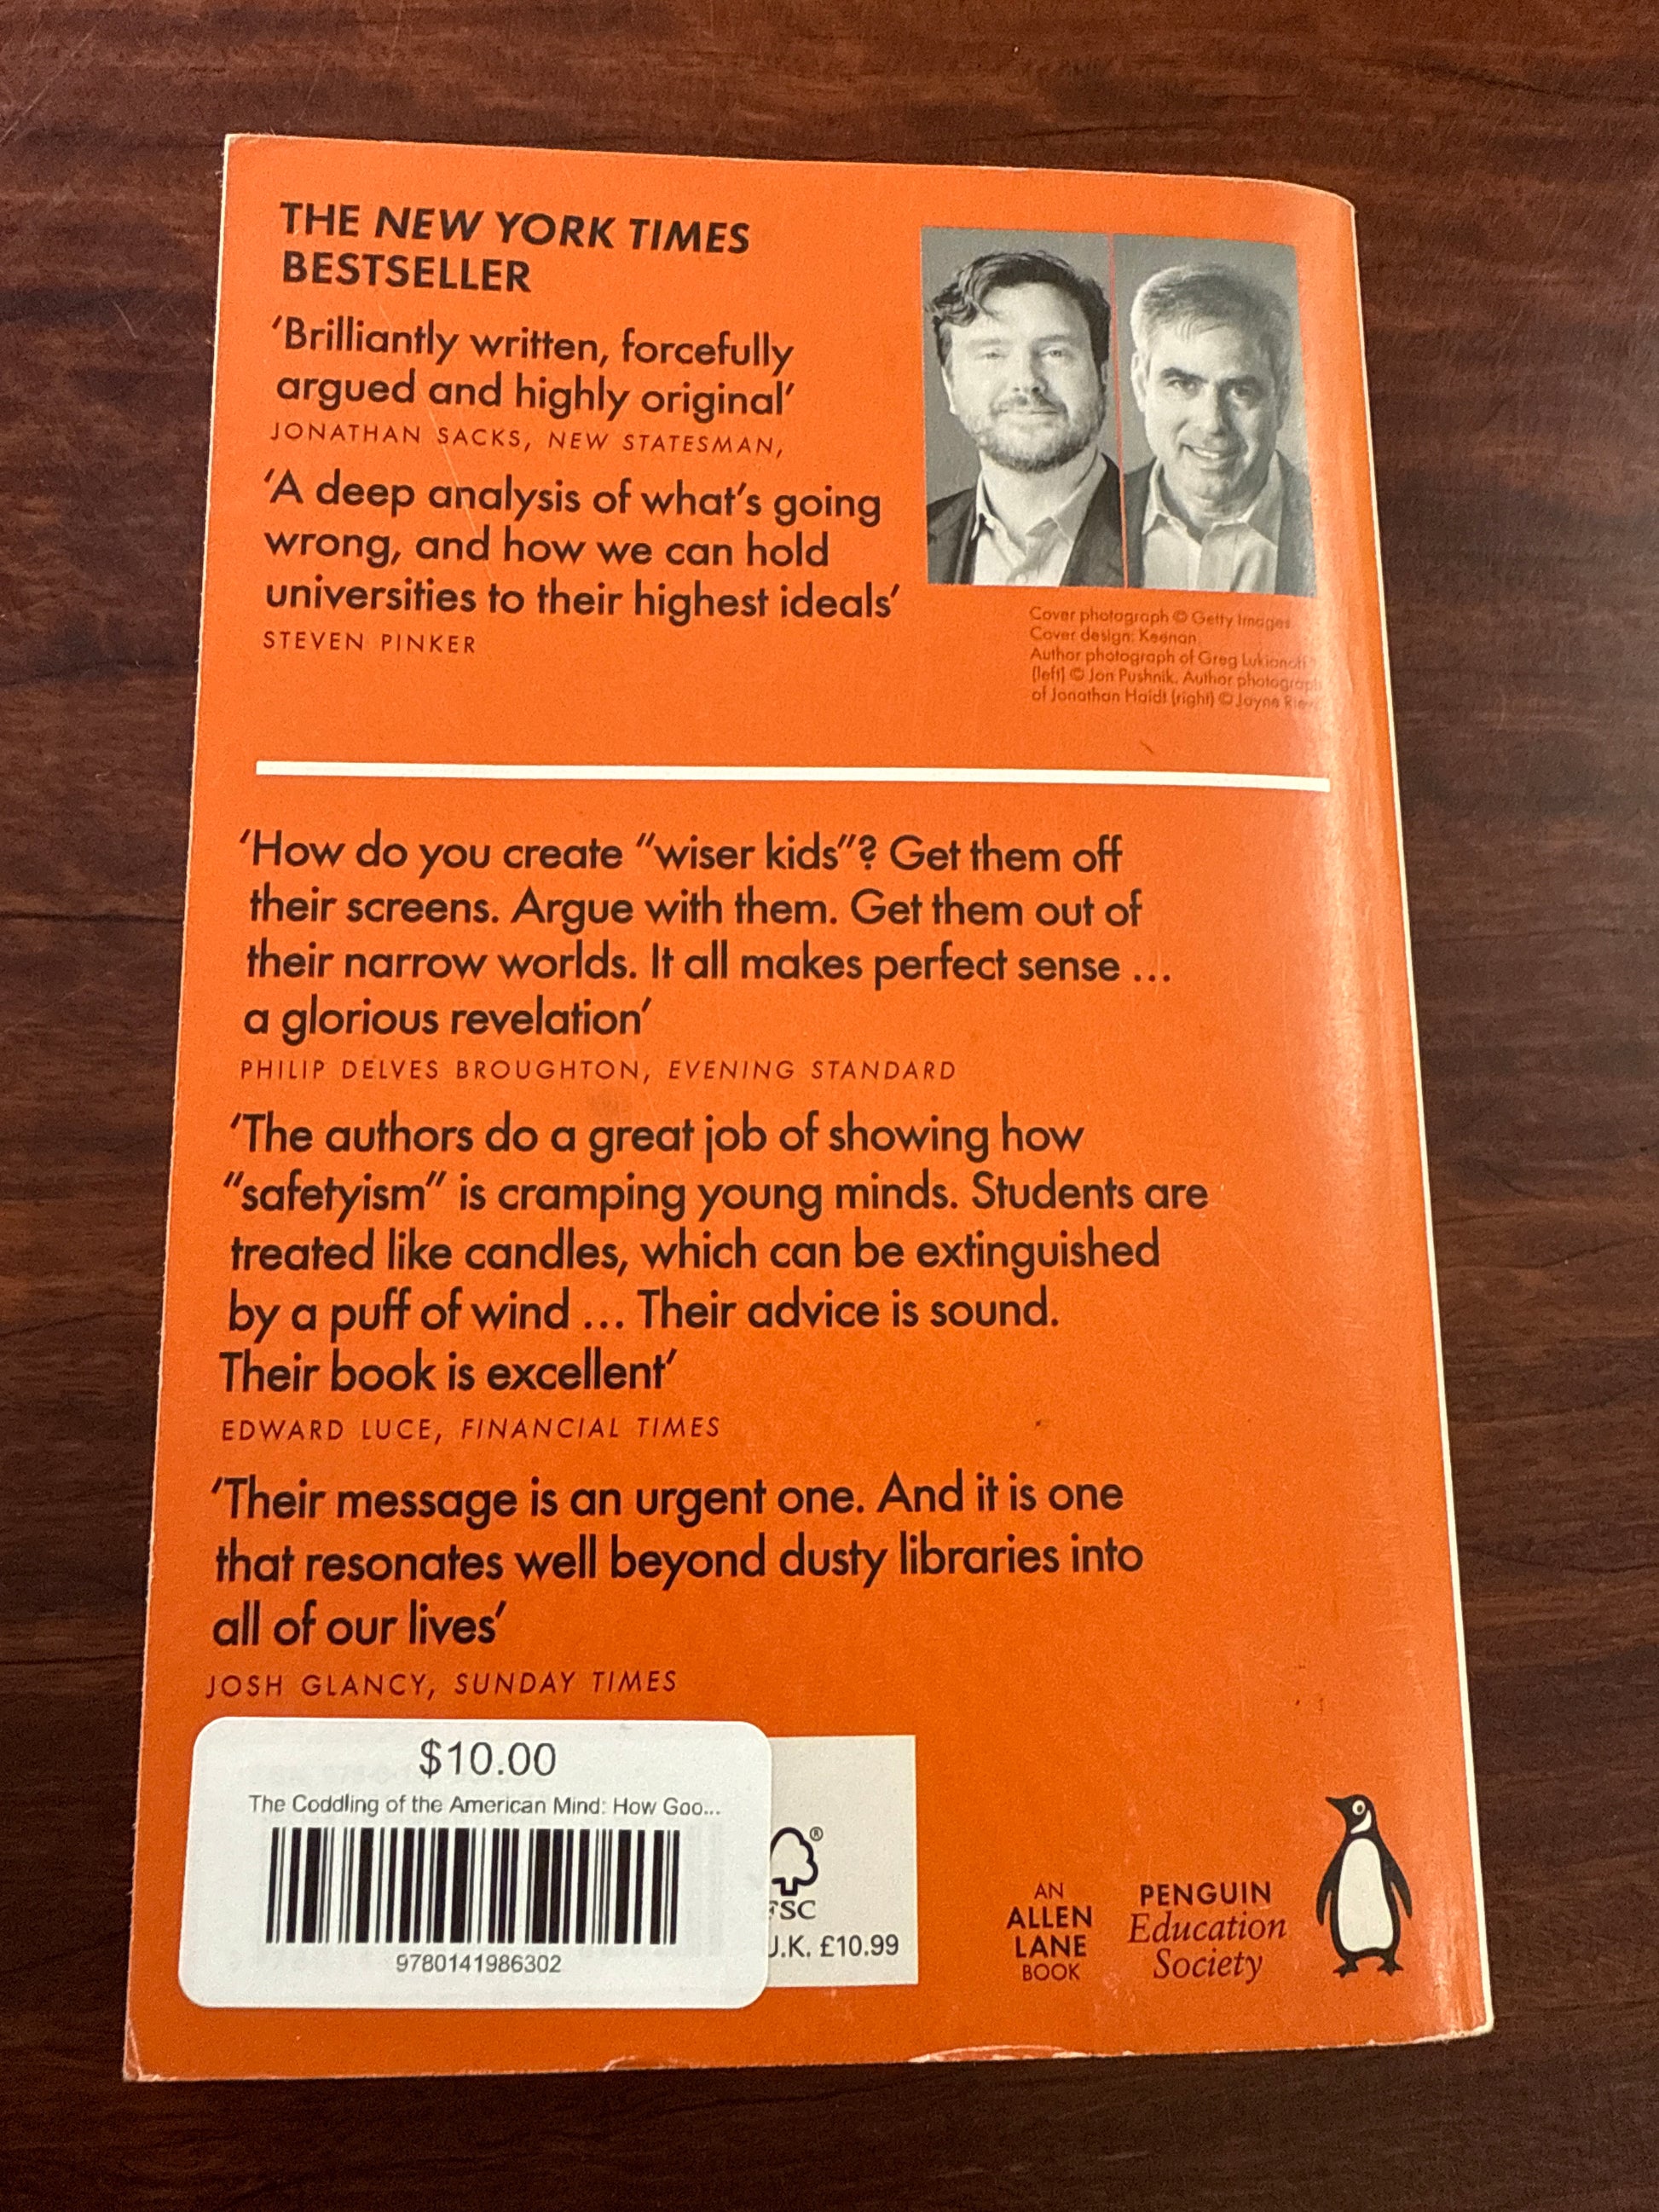 THE NEW YORK TIMES
BESTSELLER
‘Brilliantly written, forcefully
argued and highly original’
JONATHAN SACKS, NEW STATESMAN,
‘A deep analysis of what’s going
wrong, and how we can hold
universities to their highest ideals’
STEVEN PINKER
Cover photograph © Getty Images
Cover design: Keenan
Author photograph of Greg Lukianoff
(left) © Jon Pushnik. Author photograph
of Jonathan Haidt (right) © Jayne
‘How do you create “wiser kids”? Get them off
their screens. Argue with them. Get them out of
their narrow worlds. It all makes perfect sense ...
a glorious revelation’
PHILIP DELVES BROUGHTON, EVENING STANDARD
‘The authors do a great job of showing how
“safetyism” is cramping young minds. Students are
treated like candles, which can be extinguished
by a puff of wind ... Their advice is sound.
Their book is excellent’
EDWARD LUCE, FINANCIAL TIMES
‘Their message is an urgent one. And it is one
that resonates well beyond dusty libraries into
all of our lives’
JOSH GLANCY, SUNDAY TIMES
$10.00
The Coddling of the American Mind: How Goo...
9780141986302
®
FSC
U.K. £10.99
AN
ALLEN
LANE
BOOK
PENGUIN
Education
Society